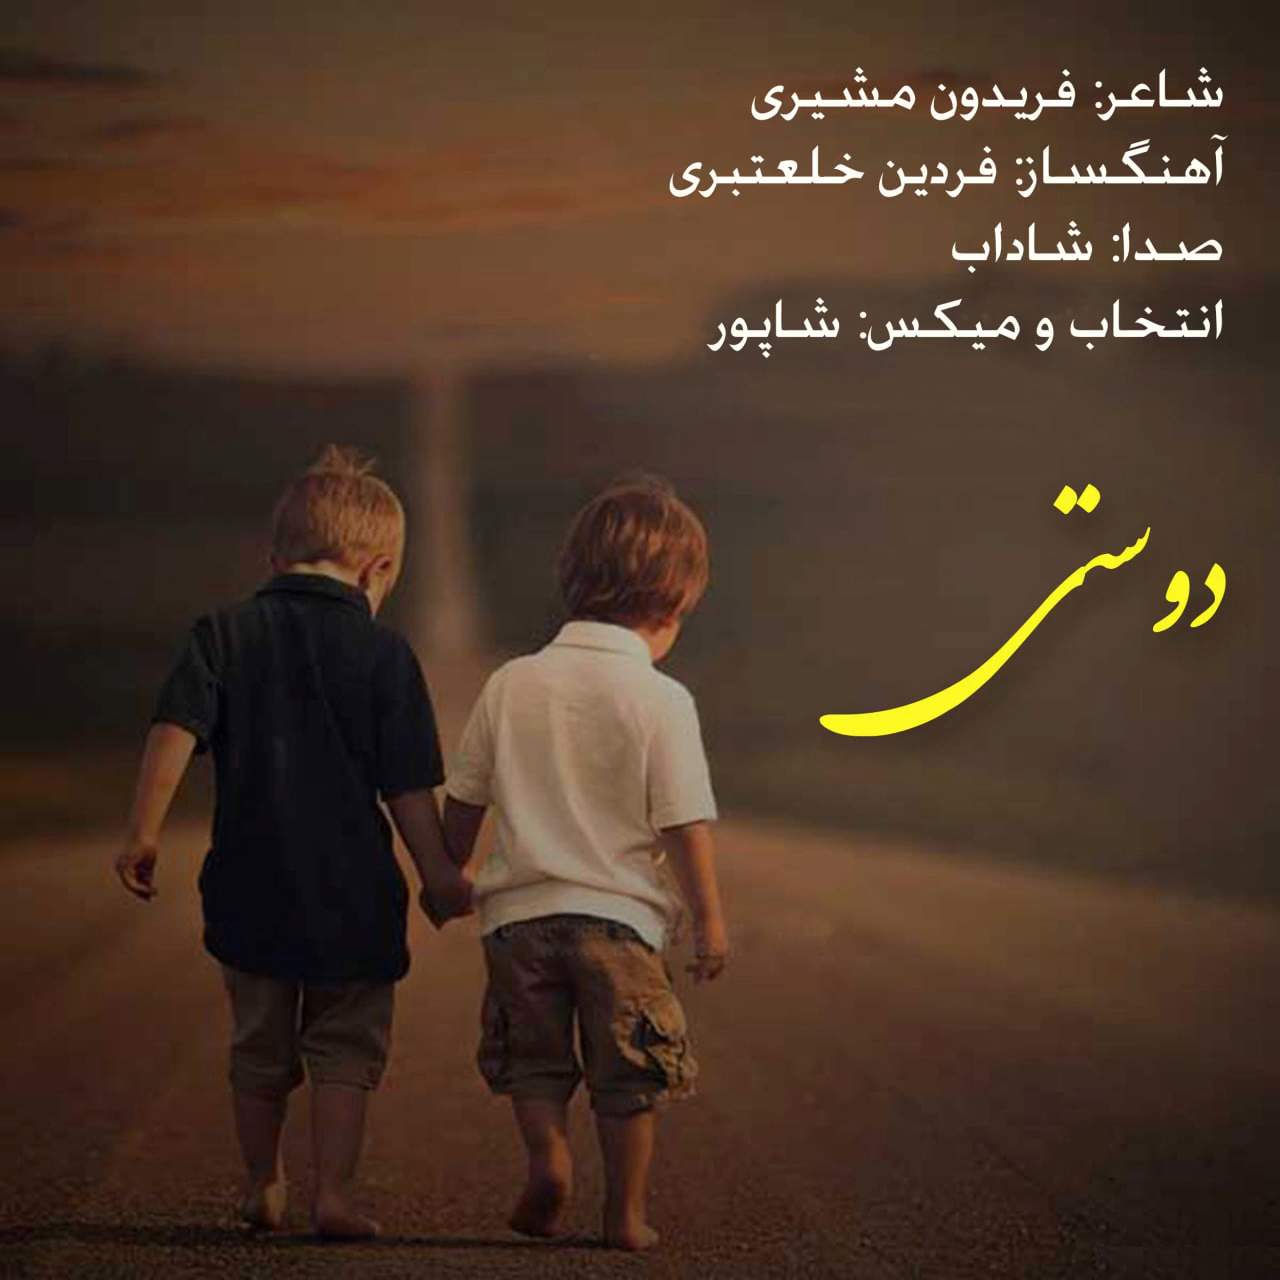 شاعر: فریدون مشیری
آهنگساز: فردین خلعتبری
صدا: شاداب
انتخاب و میکس: شاپور
دوستی